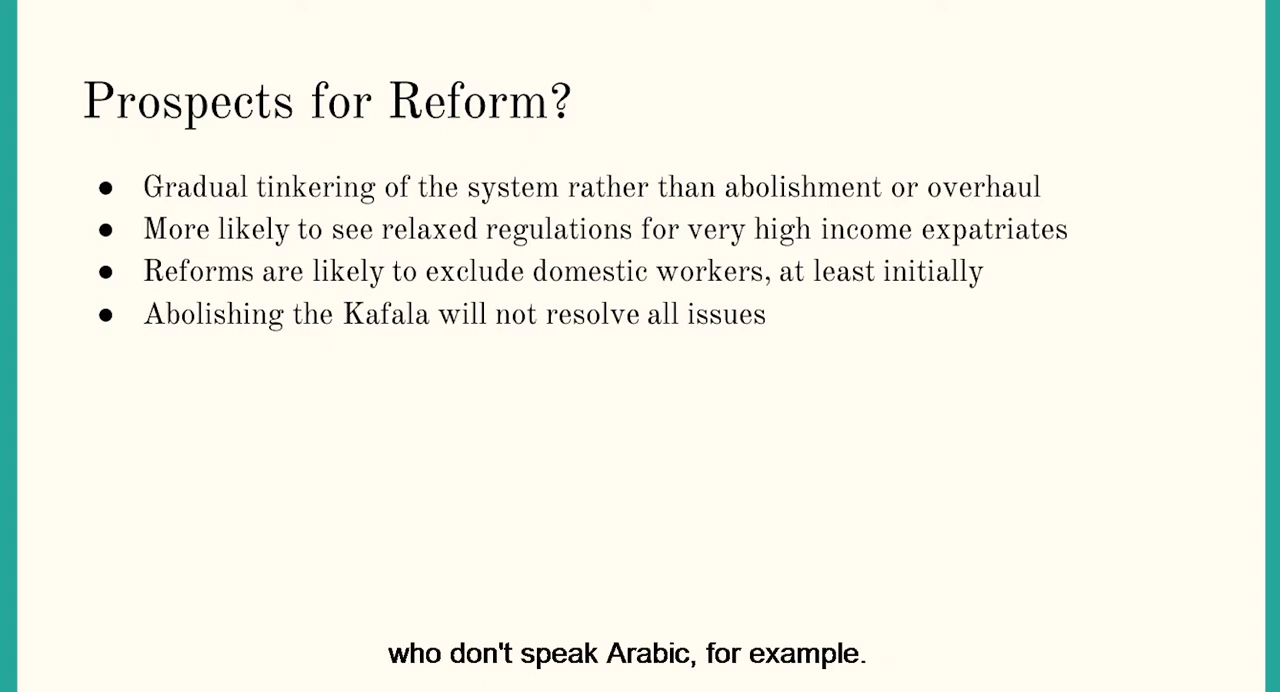 Prospects for Reform?
● Gradual tinkering of the system rather than abolishment or overhaul
● More likely to see relaxed regulations for very high income expatriates
● Reforms are likely to exclude domestic workers, at least initially
● Abolishing the Kafala will not resolve all issues
who don't speak Arabic, for example.